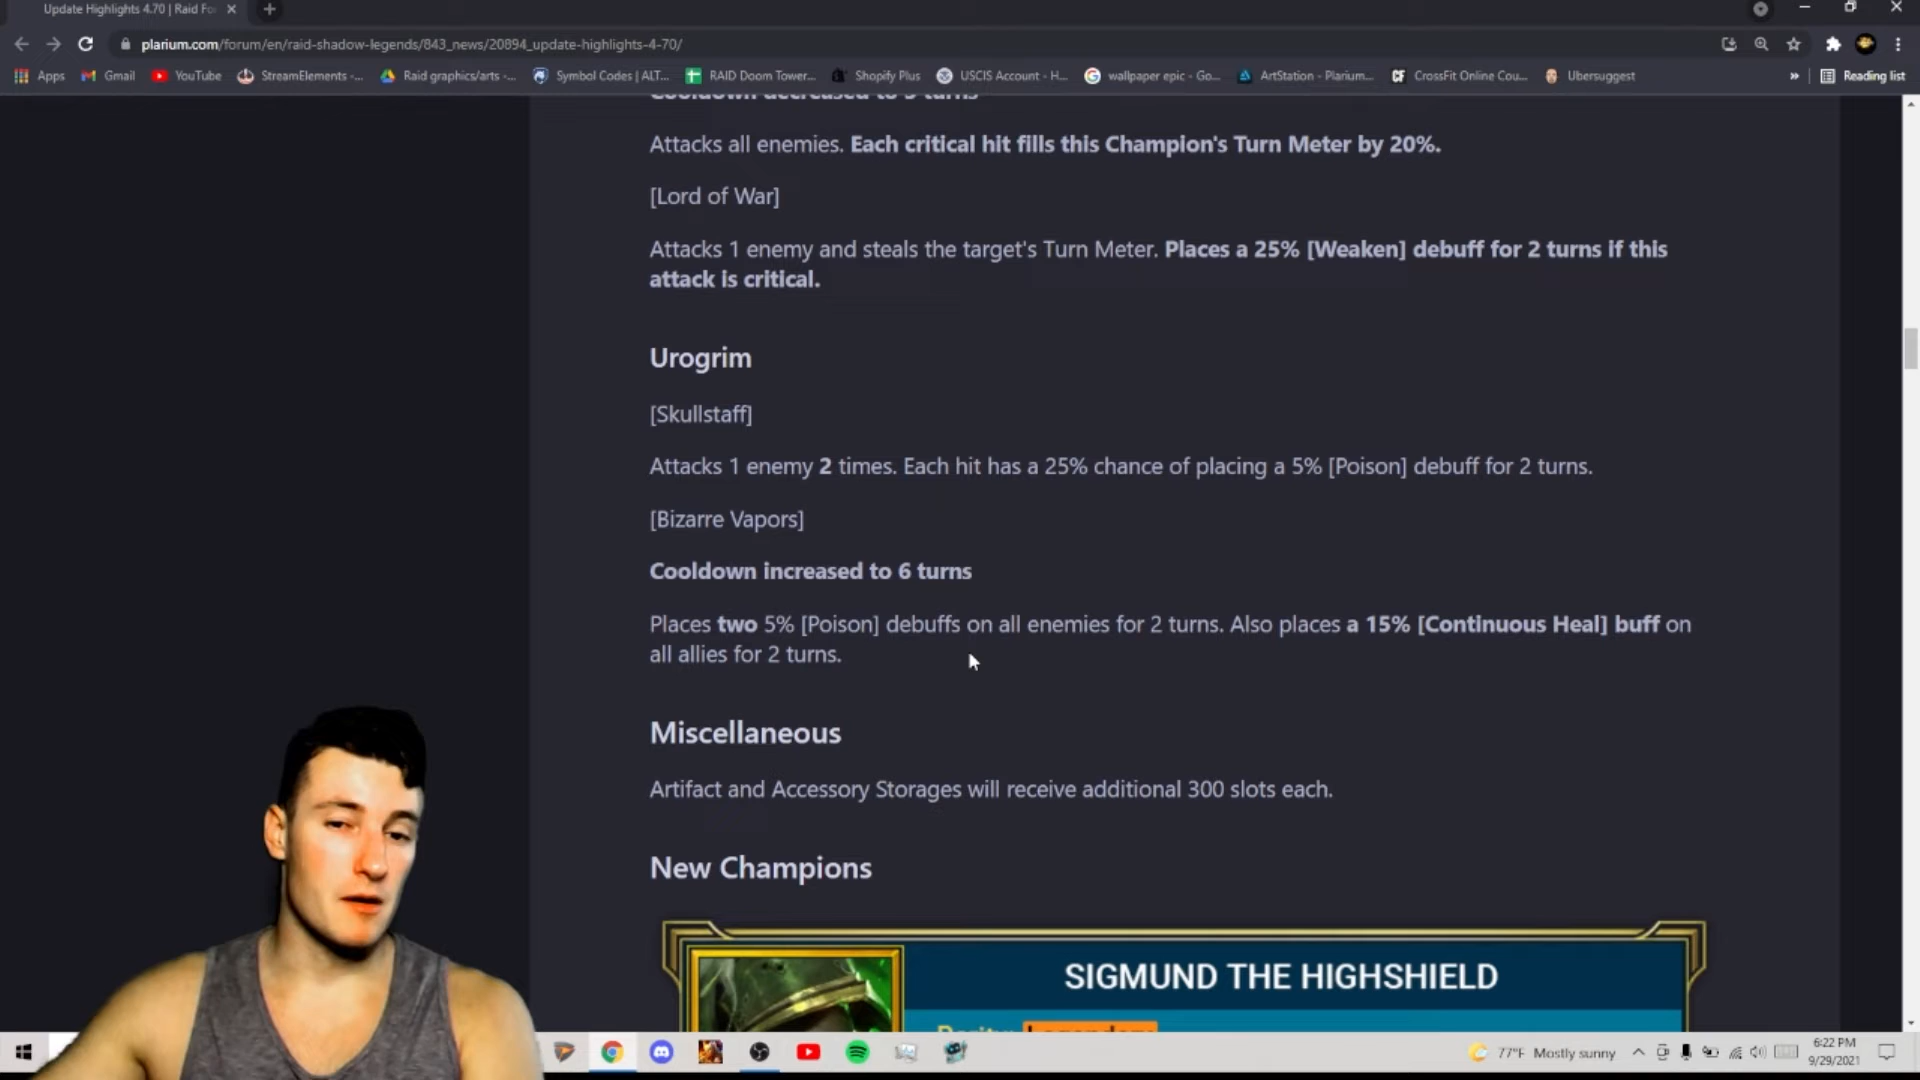 Update Highlights 4.70 | Raid Fo
plarium.com/forum/en/raid-shadow-legends/843_news/20894_update-highlights-4-70/
Apps Gmail YouTube StreamElements -... Raid graphics/arts -... Symbol Codes | ALT... RAID Doom Tower... Shopify Plus USCIS Account - H... wallpaper epic - Go... ArtStation - Plarium... CrossFit Online Cou... Ubersuggest » Reading list
Cooldown decreased to 3 turns
Attacks all enemies. Each critical hit fills this Champion's Turn Meter by 20%.
[Lord of War]
Attacks 1 enemy and steals the target's Turn Meter. Places a 25% [Weaken] debuff for 2 turns if this
attack is critical.
Urogrim
[Skullstaff]
Attacks 1 enemy 2 times. Each hit has a 25% chance of placing a 5% [Poison] debuff for 2 turns.
[Bizarre Vapors]
Cooldown increased to 6 turns
Places two 5% [Poison] debuffs on all enemies for 2 turns. Also places a 15% [Continuous Heal] buff on
all allies for 2 turns.
Miscellaneous
Artifact and Accessory Storages will receive additional 300 slots each.
New Champions
SIGMUND THE HIGHSHIELD
Rarity: Legendary
77°F Mostly sunny
6:22 PM
9/29/2021